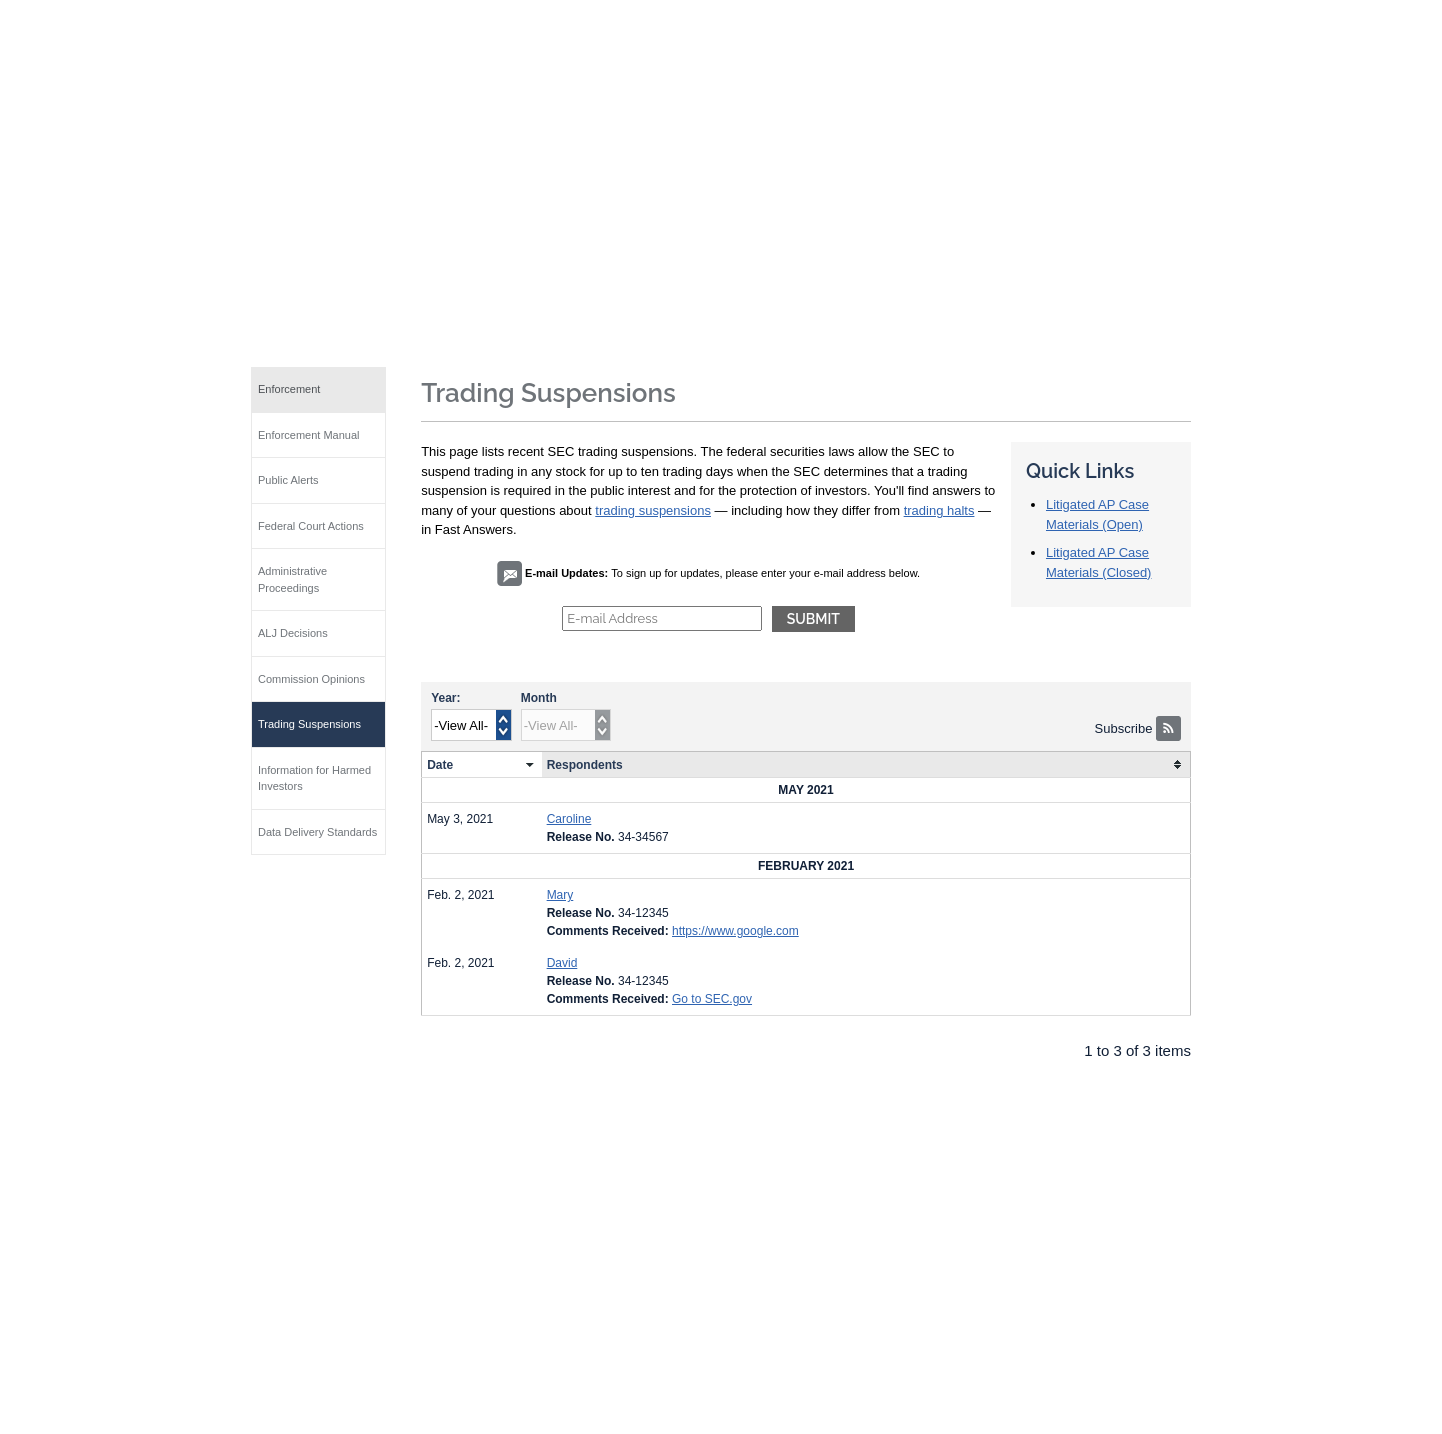 Enforcement
Enforcement Manual
Public Alerts
Federal Court Actions
Administrative
Proceedings
ALJ Decisions
Commission Opinions
Trading Suspensions
Information for Harmed
Investors
Data Delivery Standards
Trading Suspensions
This page lists recent SEC trading suspensions. The federal securities laws allow the SEC to
suspend trading in any stock for up to ten trading days when the SEC determines that a trading
suspension is required in the public interest and for the protection of investors. You'll find answers to
many of your questions about trading suspensions — including how they differ from trading halts —
in Fast Answers.
E-mail Updates: To sign up for updates, please enter your e-mail address below.
E-mail Address SUBMIT
Quick Links
Litigated AP Case
Materials (Open)
Litigated AP Case
Materials (Closed)
Year: Month
-View All- -View All-
Subscribe
Date Respondents
MAY 2021
May 3, 2021 Caroline
Release No. 34-34567
FEBRUARY 2021
Feb. 2, 2021 Mary
Release No. 34-12345
Comments Received: https://www.google.com
Feb. 2, 2021 David
Release No. 34-12345
Comments Received: Go to SEC.gov
1 to 3 of 3 items